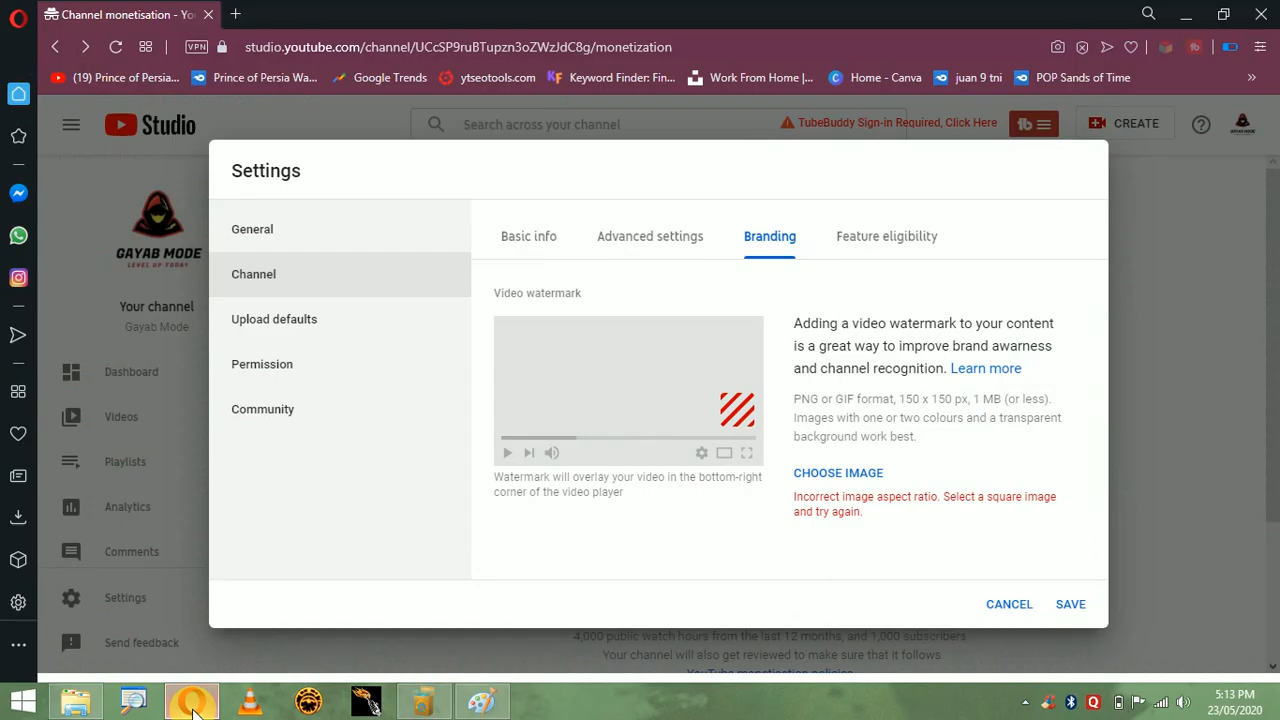 Channel monetisation - Yo
VPN
studio.youtube.com/channel/UCcSP9ruBTupzn3oZWzJdC8g/monetization
(19) Prince of Persia...
Prince of Persia Wa...
Google Trends
ytseotools.com
Keyword Finder: Fin...
Work From Home |...
Home - Canva
juan 9 tni
POP Sands of Time
Studio
Search across your channel
TubeBuddy Sign-in Required, Click Here
tb
CREATE
Settings
GAYAB MODE
LEVEL UP TODAY
Your channel
Gayab Mode
Dashboard
Videos
Playlists
Analytics
Comments
Settings
Send feedback
General
Channel
Upload defaults
Permission
Community
Basic info
Advanced settings
Branding
Feature eligibility
Video watermark
Watermark will overlay your video in the bottom-right
corner of the video player
Adding a video watermark to your content
is a great way to improve brand awarness
and channel recognition. Learn more
PNG or GIF format, 150 x 150 px, 1 MB (or less).
Images with one or two colours and a transparent
background work best.
CHOOSE IMAGE
Incorrect image aspect ratio. Select a square image
and try again.
CANCEL
SAVE
4,000 public watch hours from the last 12 months, and 1,000 subscribers
Your channel will also get reviewed to make sure that it follows
YouTube monetisation policies
5:13 PM
23/05/2020